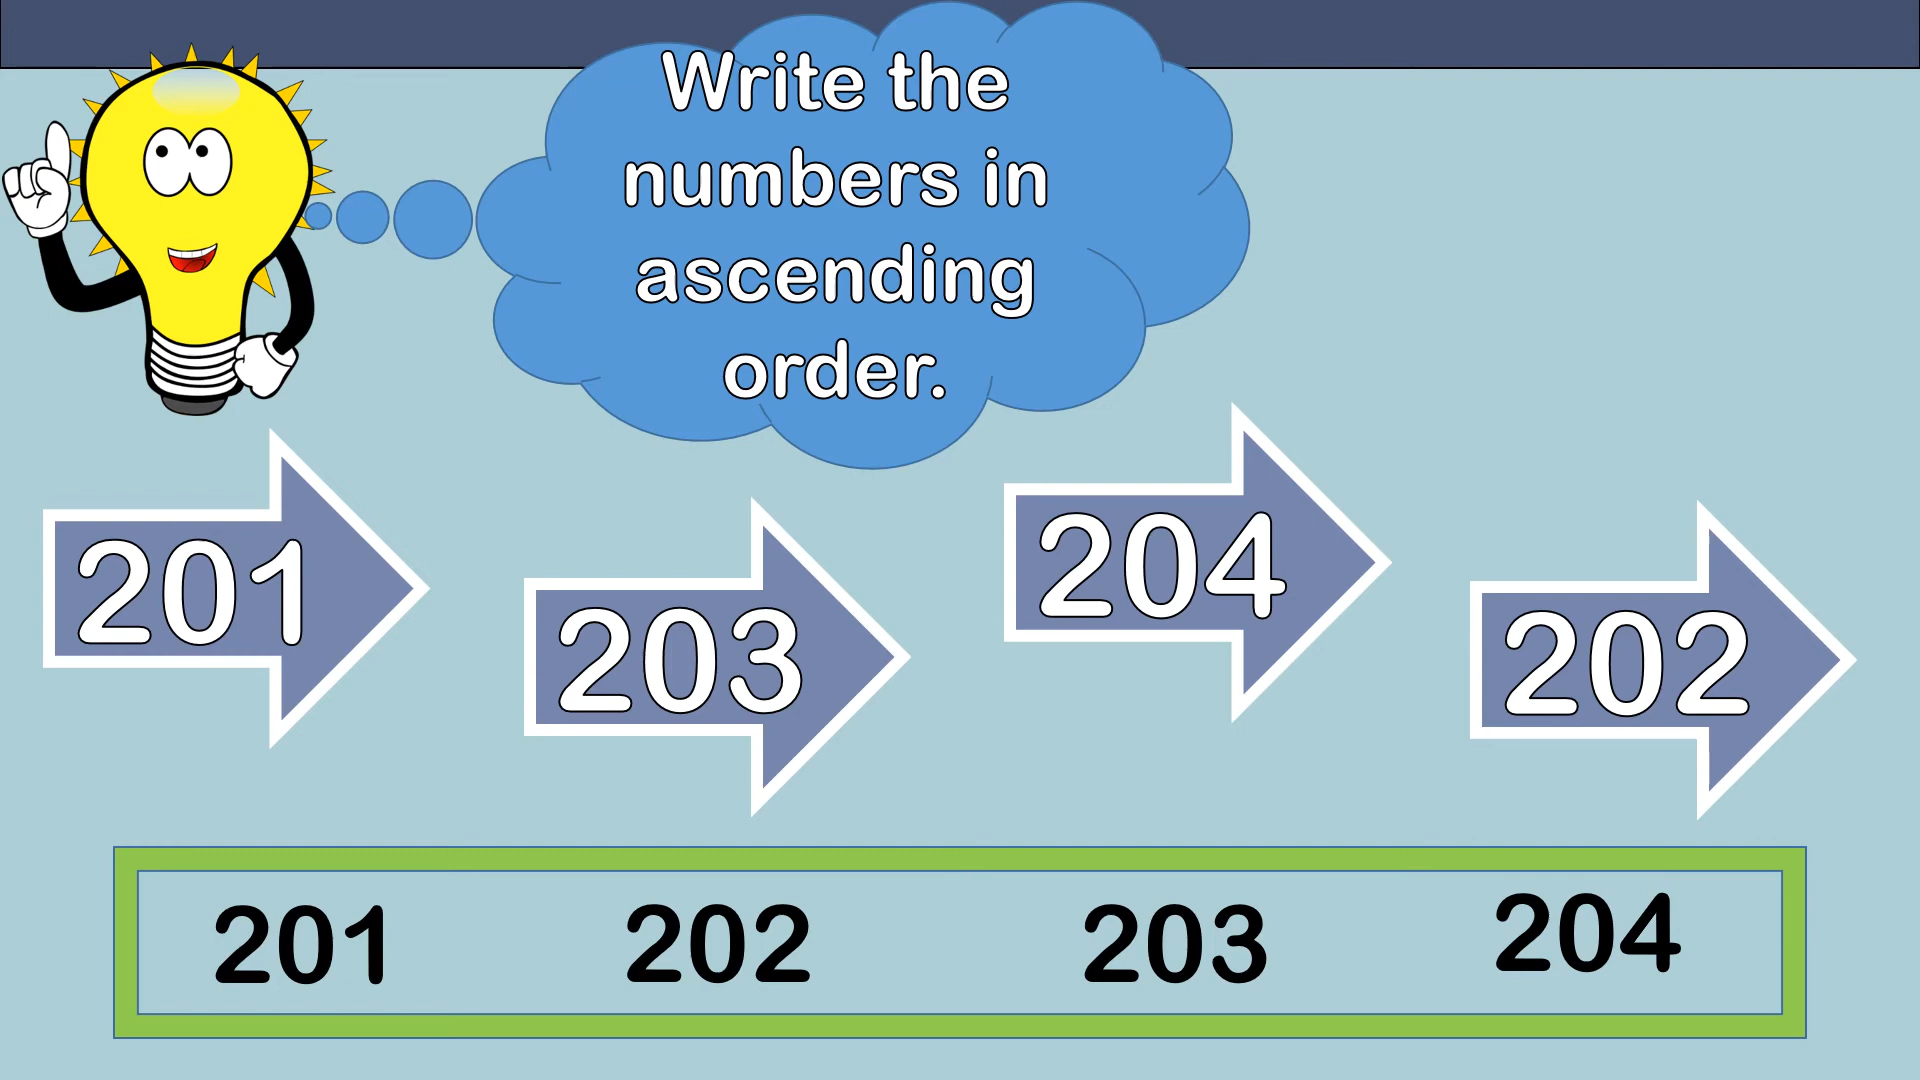 Write the
numbers in
ascending
order.
201
203
204
202
201 202 203 204